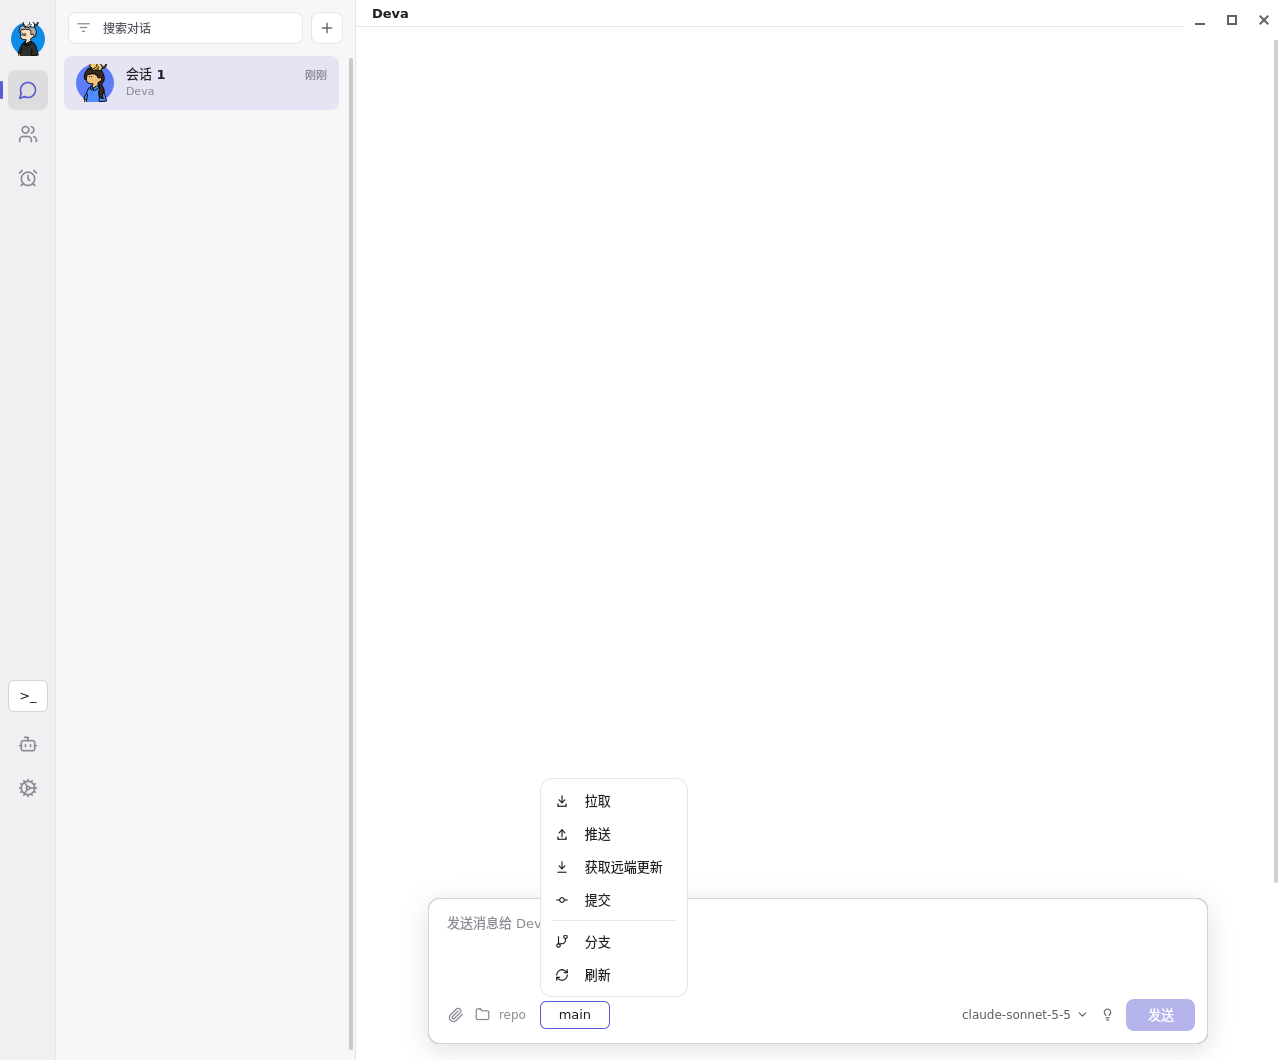 搜索对话
会话 1
刚刚
Deva
Deva
>_
拉取
推送
获取远端更新
提交
分支
刷新
发送消息给 Dev
repo
main
claude-sonnet-5-5
发送